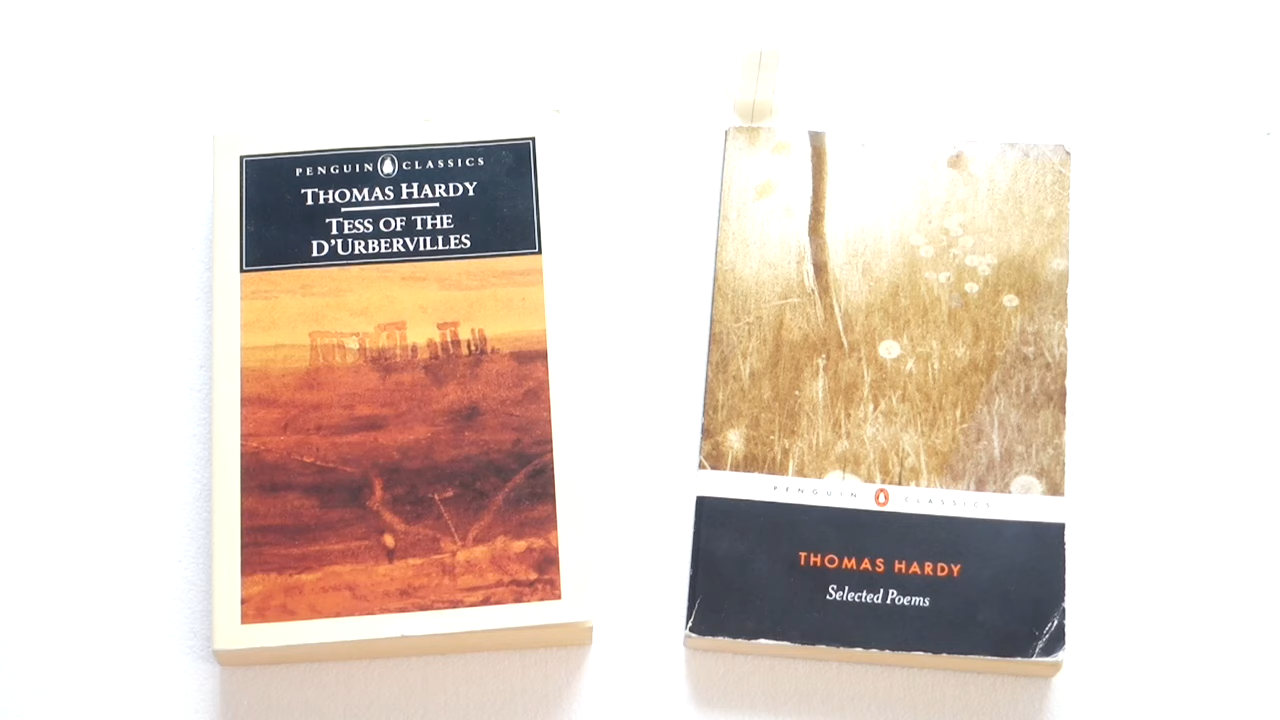 PENGUIN CLASSICS
THOMAS HARDY
TESS OF THE
D'URBERVILLES
PENGUIN CLASSICS
THOMAS HARDY
Selected Poems